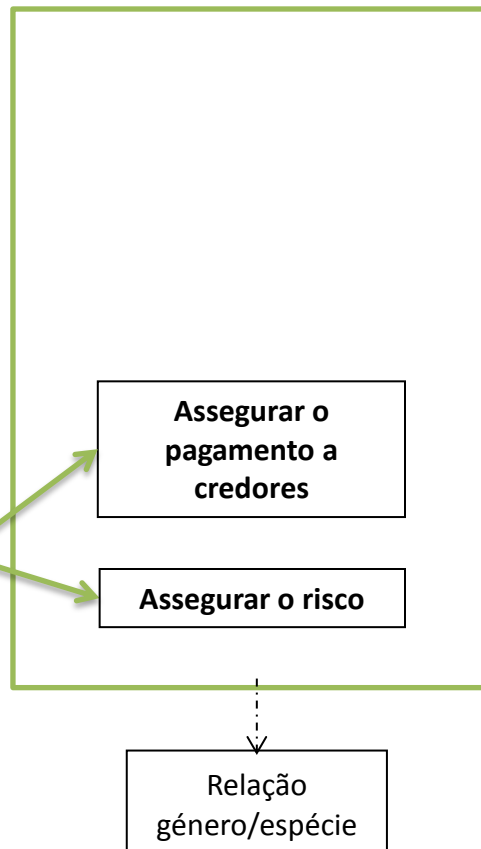 Assegurar o
pagamento a
credores
Assegurar o risco
Relação
género/espécie